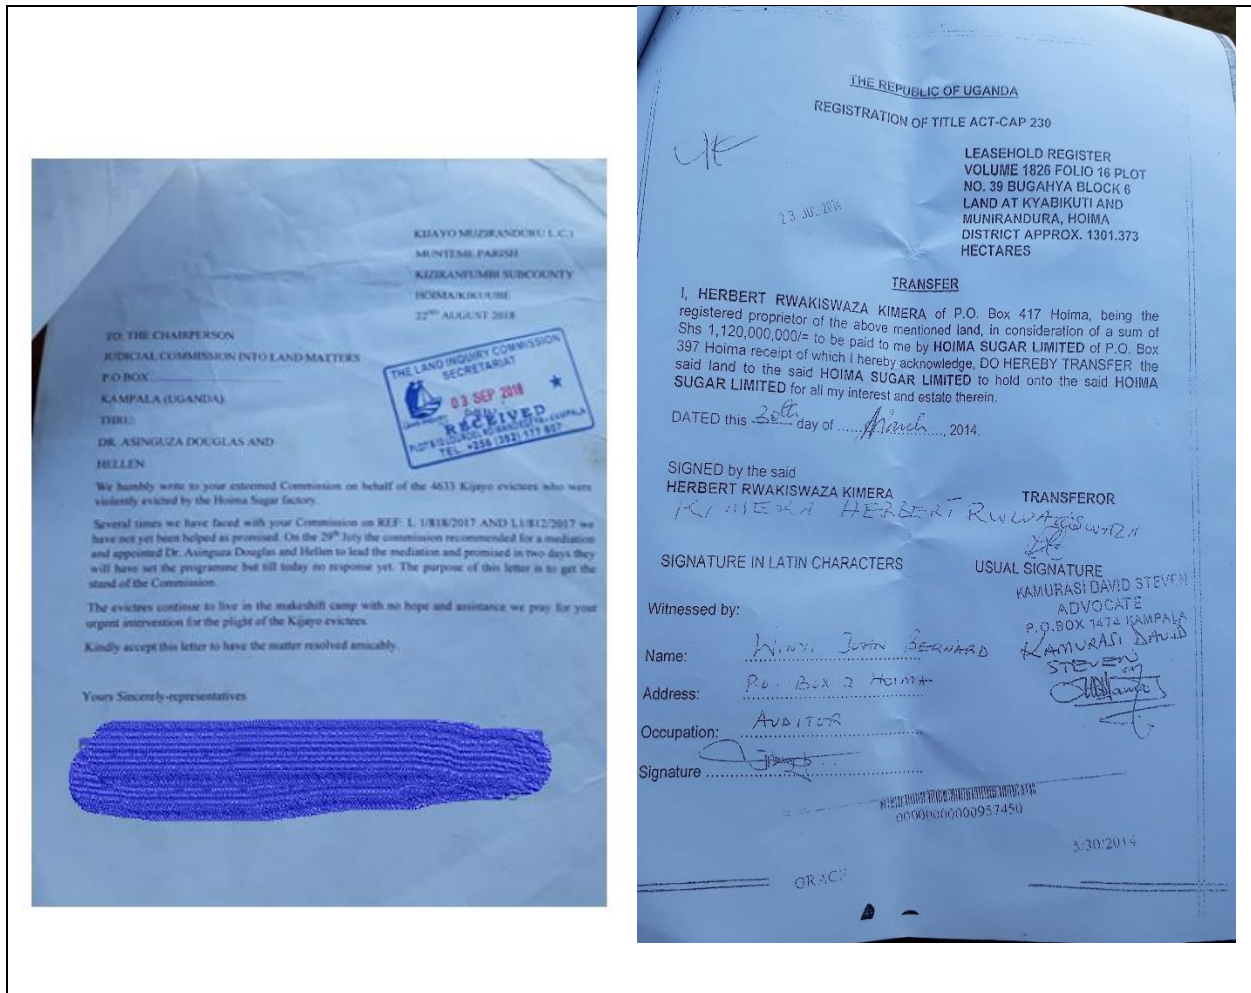 KIJAYO MUZIRANDURU L.C.1
MUNTEME PARISH
KIZIRANFUMBI SUBCOUNTY
HOIMA/KIKUUBE
22ND AUGUST 2018
TO: THE CHAIRPERSON
JUDICIAL COMMISSION INTO LAND MATTERS
P.O BOX
KAMPALA (UGANDA)
THRU:
DR. ASINGUZA DOUGLAS AND
HELLEN
THE LAND INQUIRY COMMISSION
SECRETARIAT
03 SEP 2018
RECEIVED
TEL: +256 (392) 177 807
We humbly write to your esteemed Commission on behalf of the 4633 Kijayo evictees who were
violently evicted by the Hoima Sugar factory.
Several times we have faced with your Commission on REF: L 1/818/2017 AND L1/812/2017 we
have not yet been helped as promised. On the 29th July the commission recommended for a mediation
and appointed Dr. Asinguza Douglas and Hellen to lead the mediation and promised in two days they
will have set the programme but till today no response yet. The purpose of this letter is to get the
stand of the Commission.
The evictees continue to live in the makeshift camp with no hope and assistance we pray for your
urgent intervention for the plight of the Kijayo evictees.
Kindly accept this letter to have the matter resolved amicably.
Yours Sincerely-representatives
THE REPUBLIC OF UGANDA
REGISTRATION OF TITLE ACT-CAP 230
LEASEHOLD REGISTER
VOLUME 1826 FOLIO 16 PLOT
NO. 39 BUGAHYA BLOCK 6
LAND AT KYABIKUTI AND
MUNIRANDURA, HOIMA
DISTRICT APPROX. 1301.373
HECTARES
23 JUL 2014
TRANSFER
I, HERBERT RWAKISWAZA KIMERA of P.O. Box 417 Hoima, being the
registered proprietor of the above mentioned land, in consideration of a sum of
Shs 1,120,000,000/= to be paid to me by HOIMA SUGAR LIMITED of P.O. Box
397 Hoima receipt of which I hereby acknowledge, DO HEREBY TRANSFER the
said land to the said HOIMA SUGAR LIMITED to hold onto the said HOIMA
SUGAR LIMITED for all my interest and estate therein.
DATED this 30th day of March, 2014.
SIGNED by the said
HERBERT RWAKISWAZA KIMERA
TRANSFEROR
KIMERA HERBERT
SIGNATURE IN LATIN CHARACTERS
USUAL SIGNATURE
KAMURASI DAVID STEVEN
ADVOCATE
P.O.BOX 1474 KAMPALA
KAMURASI DAVID
STEVEN
Witnessed by:
Name: WINYI JOHN BERNARD
Address: P.O. BOX 2 HOIMA
Occupation: AUDITOR
Signature
00000000000957450
5/30/2014
GRACE